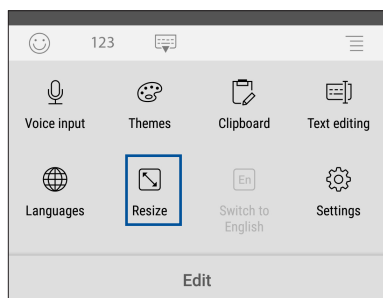 123
Voice input Themes Clipboard Text editing
En
Languages Resize Switch to Settings
English
Edit